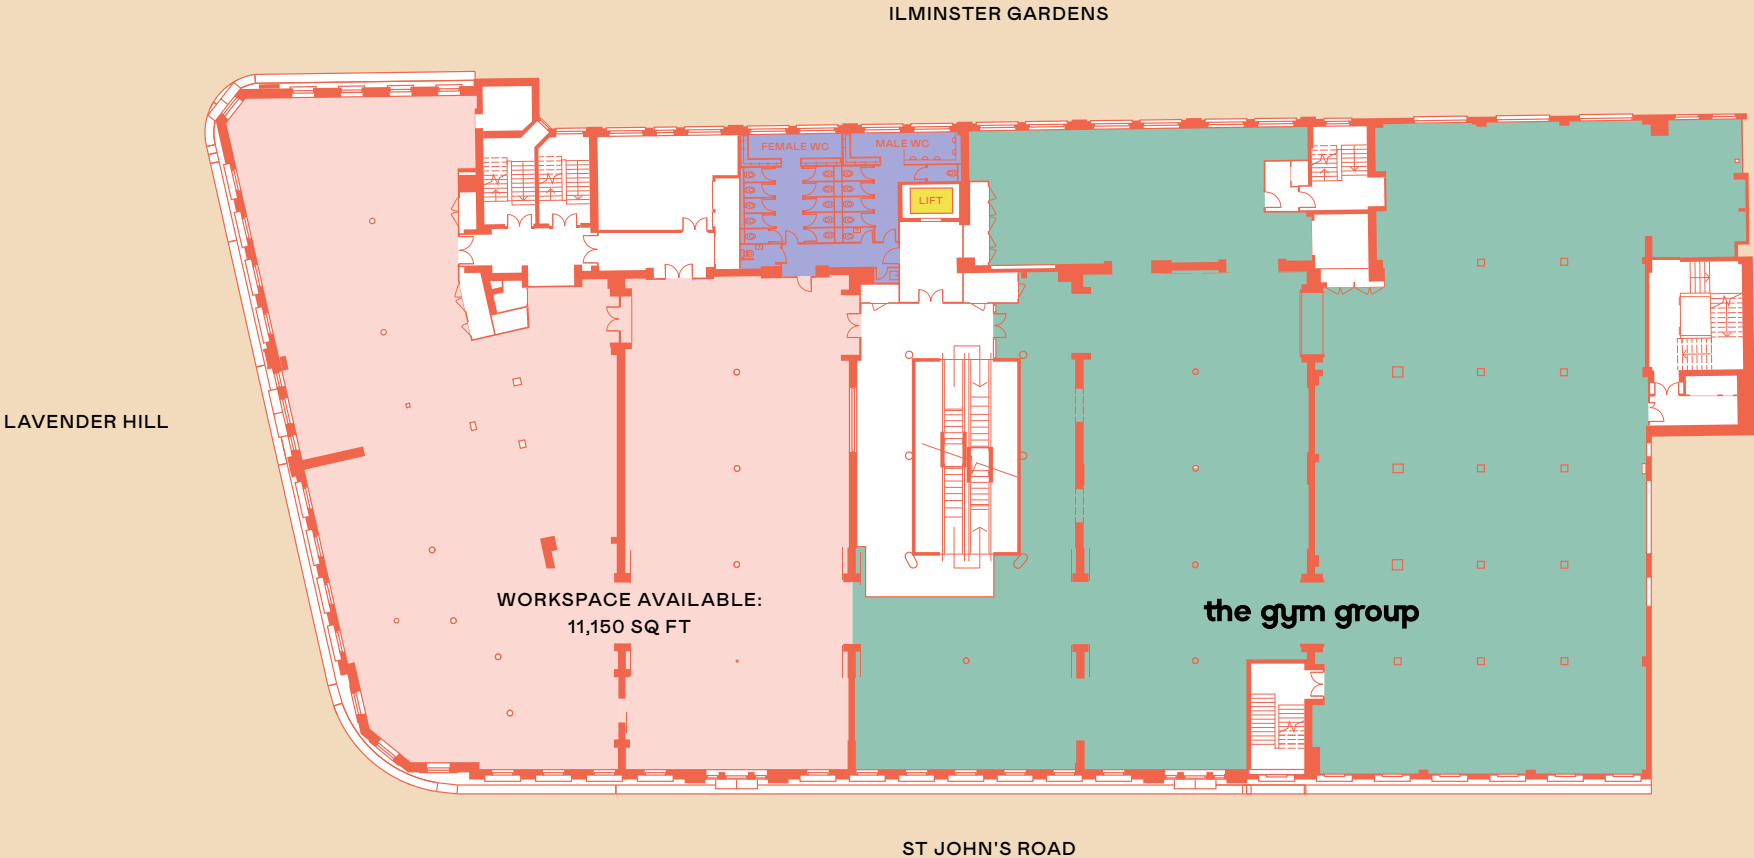 ILMINSTER GARDENS
FEMALE WC
MALE WC
LIFT
LAVENDER HILL
WORKSPACE AVAILABLE:
11,150 SQ FT
the gym group
ST JOHN'S ROAD